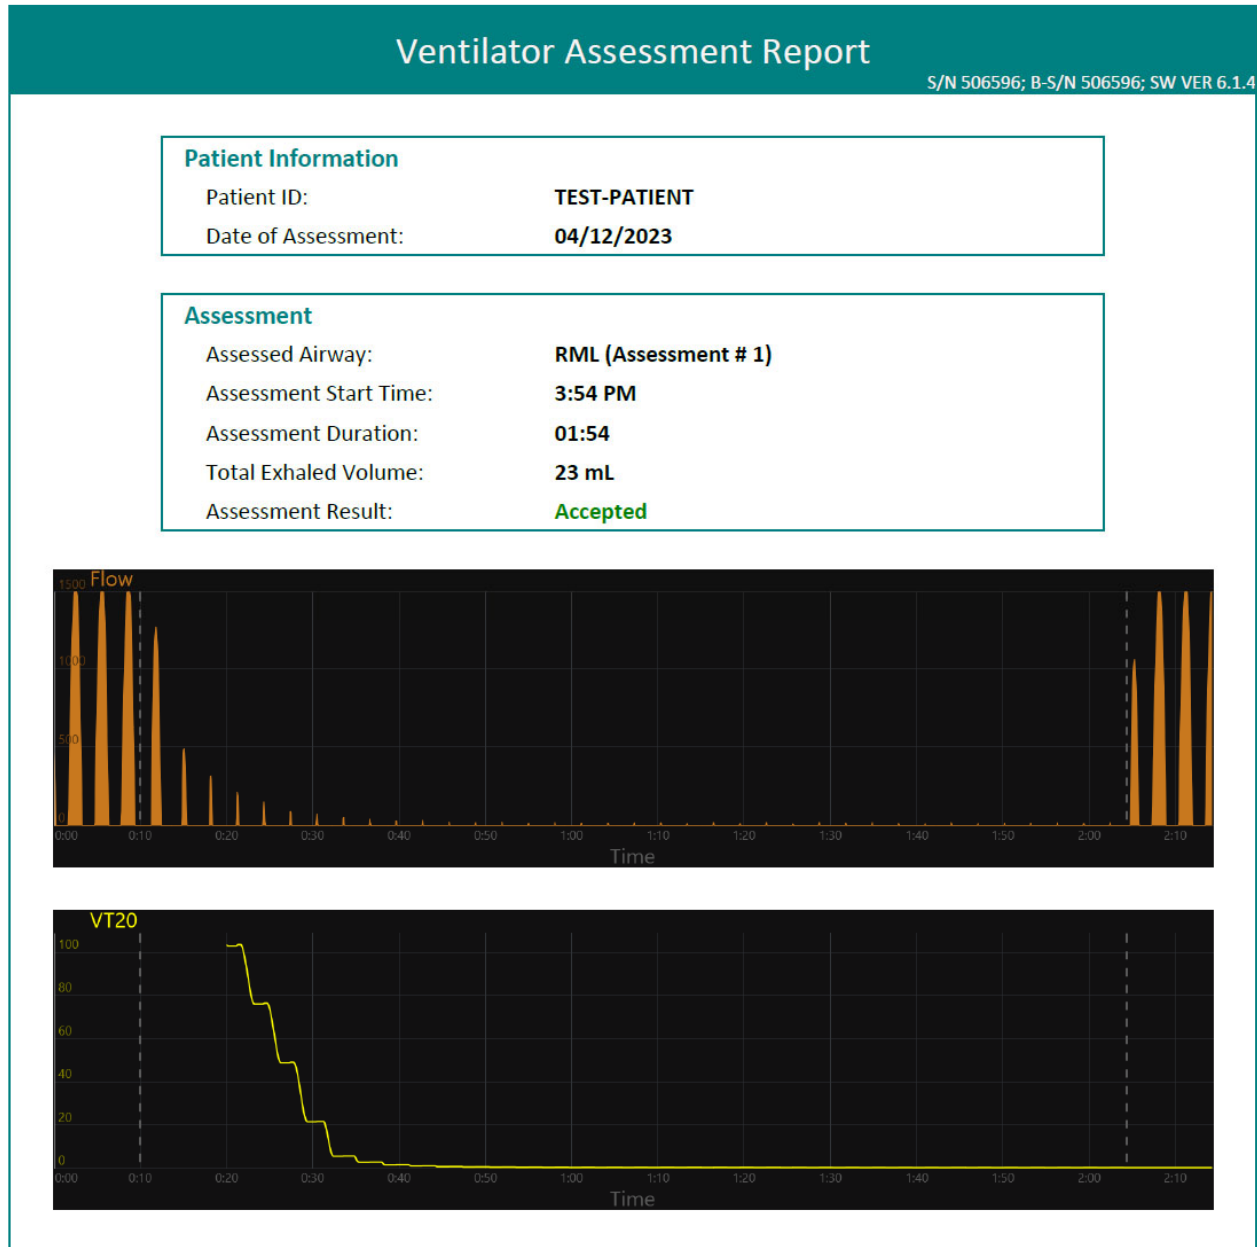 Ventilator Assessment Report
S/N 506596; B-S/N 506596; SW VER 6.1.4
Patient Information
Patient ID: TEST-PATIENT
Date of Assessment: 04/12/2023
Assessment
Assessed Airway: RML (Assessment # 1)
Assessment Start Time: 3:54 PM
Assessment Duration: 01:54
Total Exhaled Volume: 23 mL
Assessment Result: Accepted
1500 Flow
1000
500
0
0:00 0:10 0:20 0:30 0:40 0:50 1:00 1:10 1:20 1:30 1:40 1:50 2:00 2:10
Time
VT20
100
80
60
40
20
0
0:00 0:10 0:20 0:30 0:40 0:50 1:00 1:10 1:20 1:30 1:40 1:50 2:00 2:10
Time